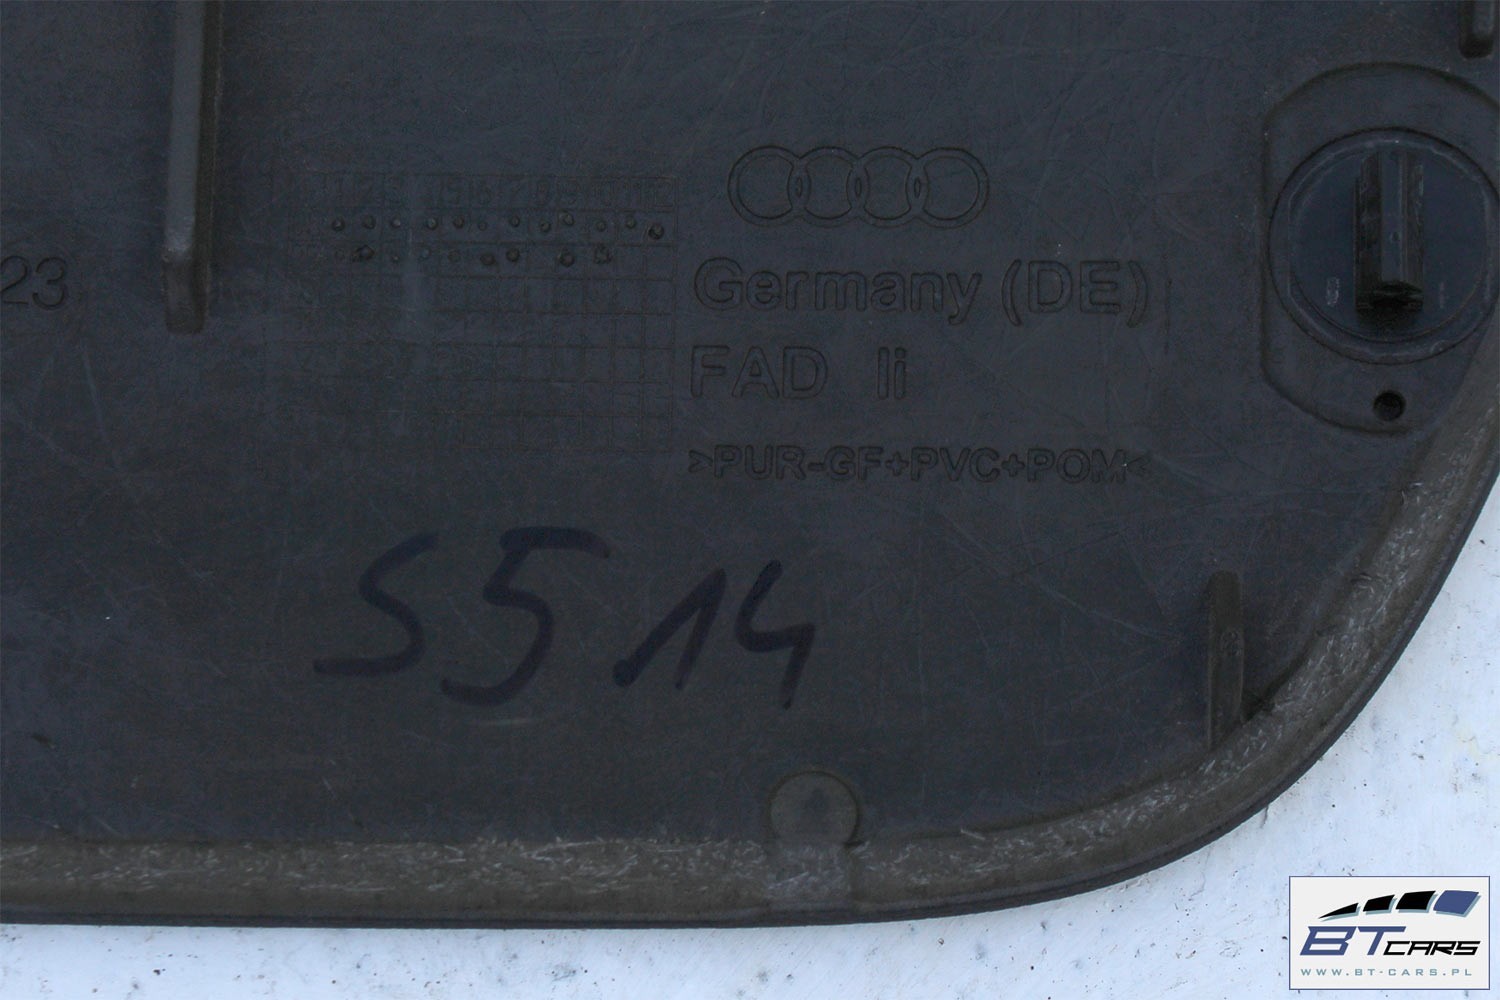 23
Germany (DE)
FAD li
>PUR-GF+PVC+POM<
S514
BT CARS
WWW.BT-CARS.PL